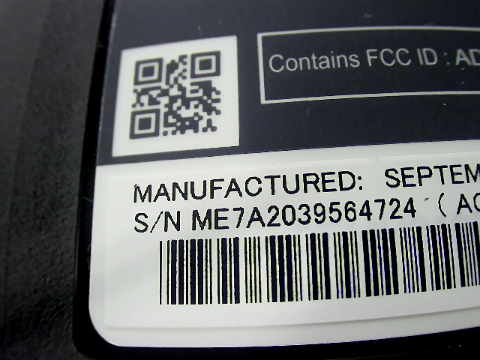 Contains FCC ID : AD
MANUFACTURED: SEPTEM
S/N ME7A2039564724 ( AC